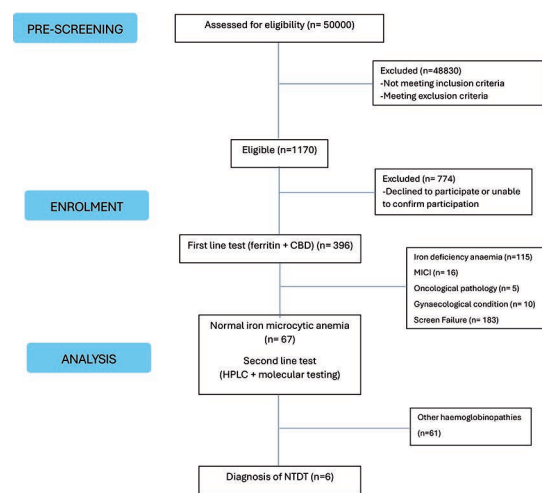 PRE-SCREENING
Assessed for eligibility (n= 50000)
Excluded (n=48830)
-Not meeting inclusion criteria
-Meeting exclusion criteria
Eligible (n=1170)
Excluded (n= 774)
-Declined to participate or unable
to confirm participation
ENROLMENT
First line test (ferritin + CBD) (n= 396)
Iron deficiency anaemia (n=115)
MICI (n= 16)
Oncological pathology (n= 5)
Gynaecological condition (n= 10)
Screen Failure (n= 183)
Normal iron microcytic anemia
(n= 67)
Second line test
(HPLC + molecular testing)
ANALYSIS
Other haemoglobinopathies
(n=61)
Diagnosis of NTDT (n=6)